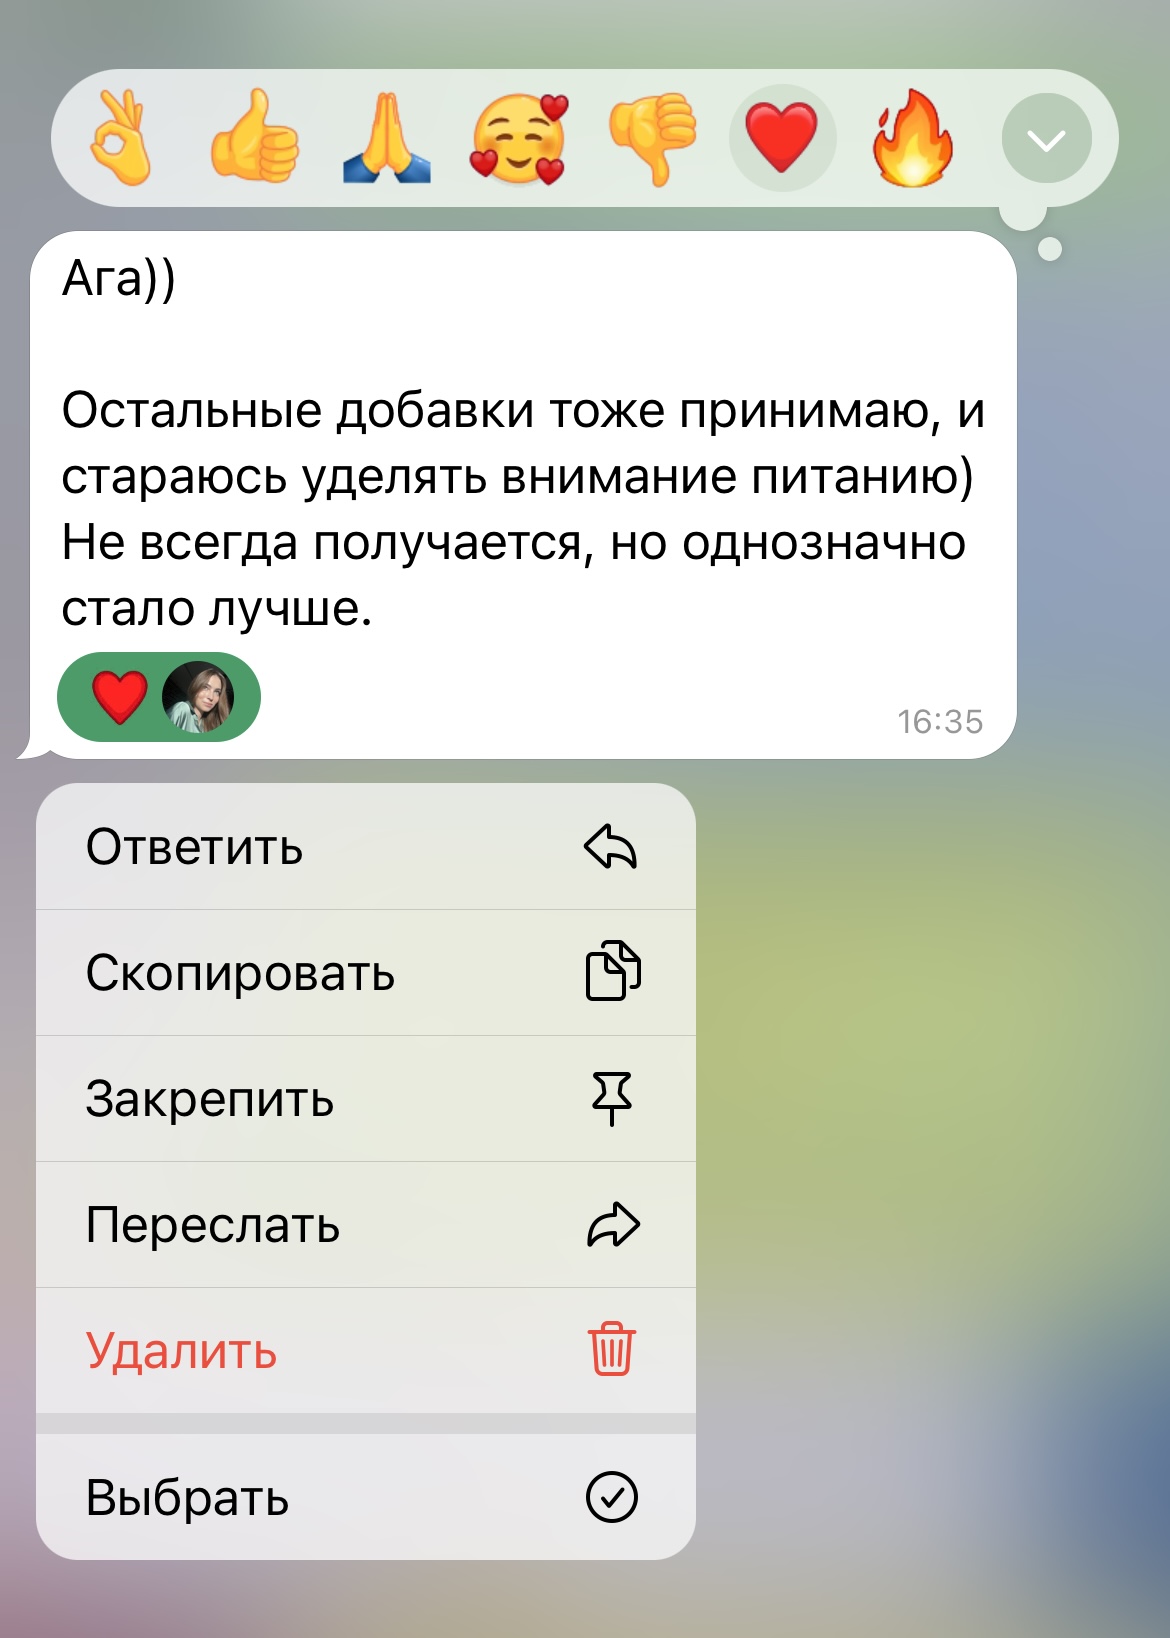 Ага))
Остальные добавки тоже принимаю, и
стараюсь уделять внимание питанию)
Не всегда получается, но однозначно
стало лучше.
16:35
Ответить
Скопировать
Закрепить
Переслать
Удалить
Выбрать